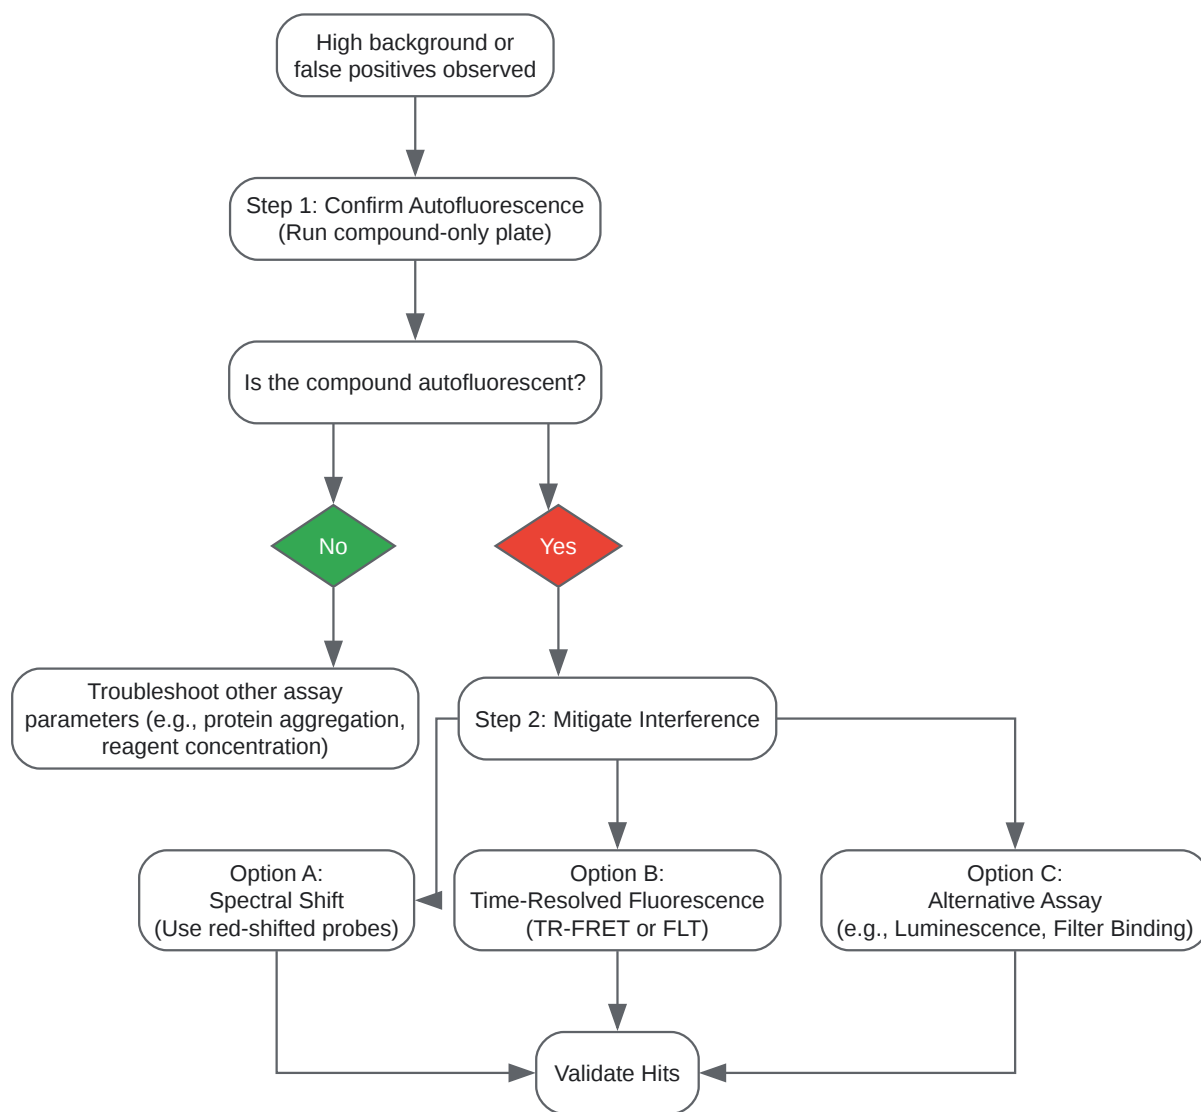 High background or
false positives observed
Step 1: Confirm Autofluorescence
(Run compound-only plate)
Is the compound autofluorescent?
No
Yes
Troubleshoot other assay
parameters (e.g., protein aggregation,
reagent concentration)
Step 2: Mitigate Interference
Option A:
Spectral Shift
(Use red-shifted probes)
Option B:
Time-Resolved Fluorescence
(TR-FRET or FLT)
Option C:
Alternative Assay
(e.g., Luminescence, Filter Binding)
Validate Hits